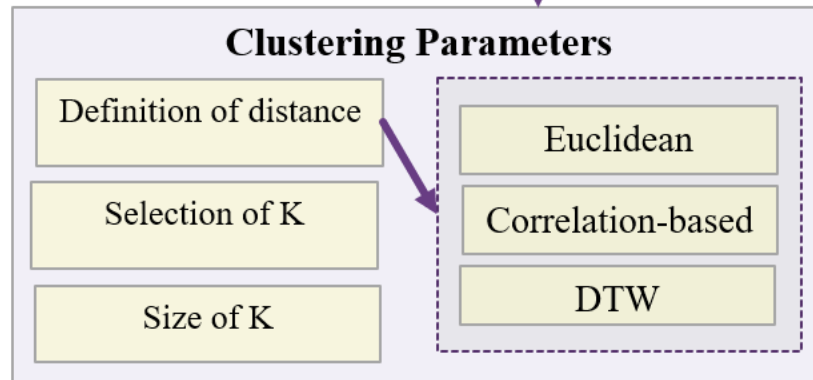 Clustering Parameters
Definition of distance
Selection of K
Size of K
Euclidean
Correlation-based
DTW